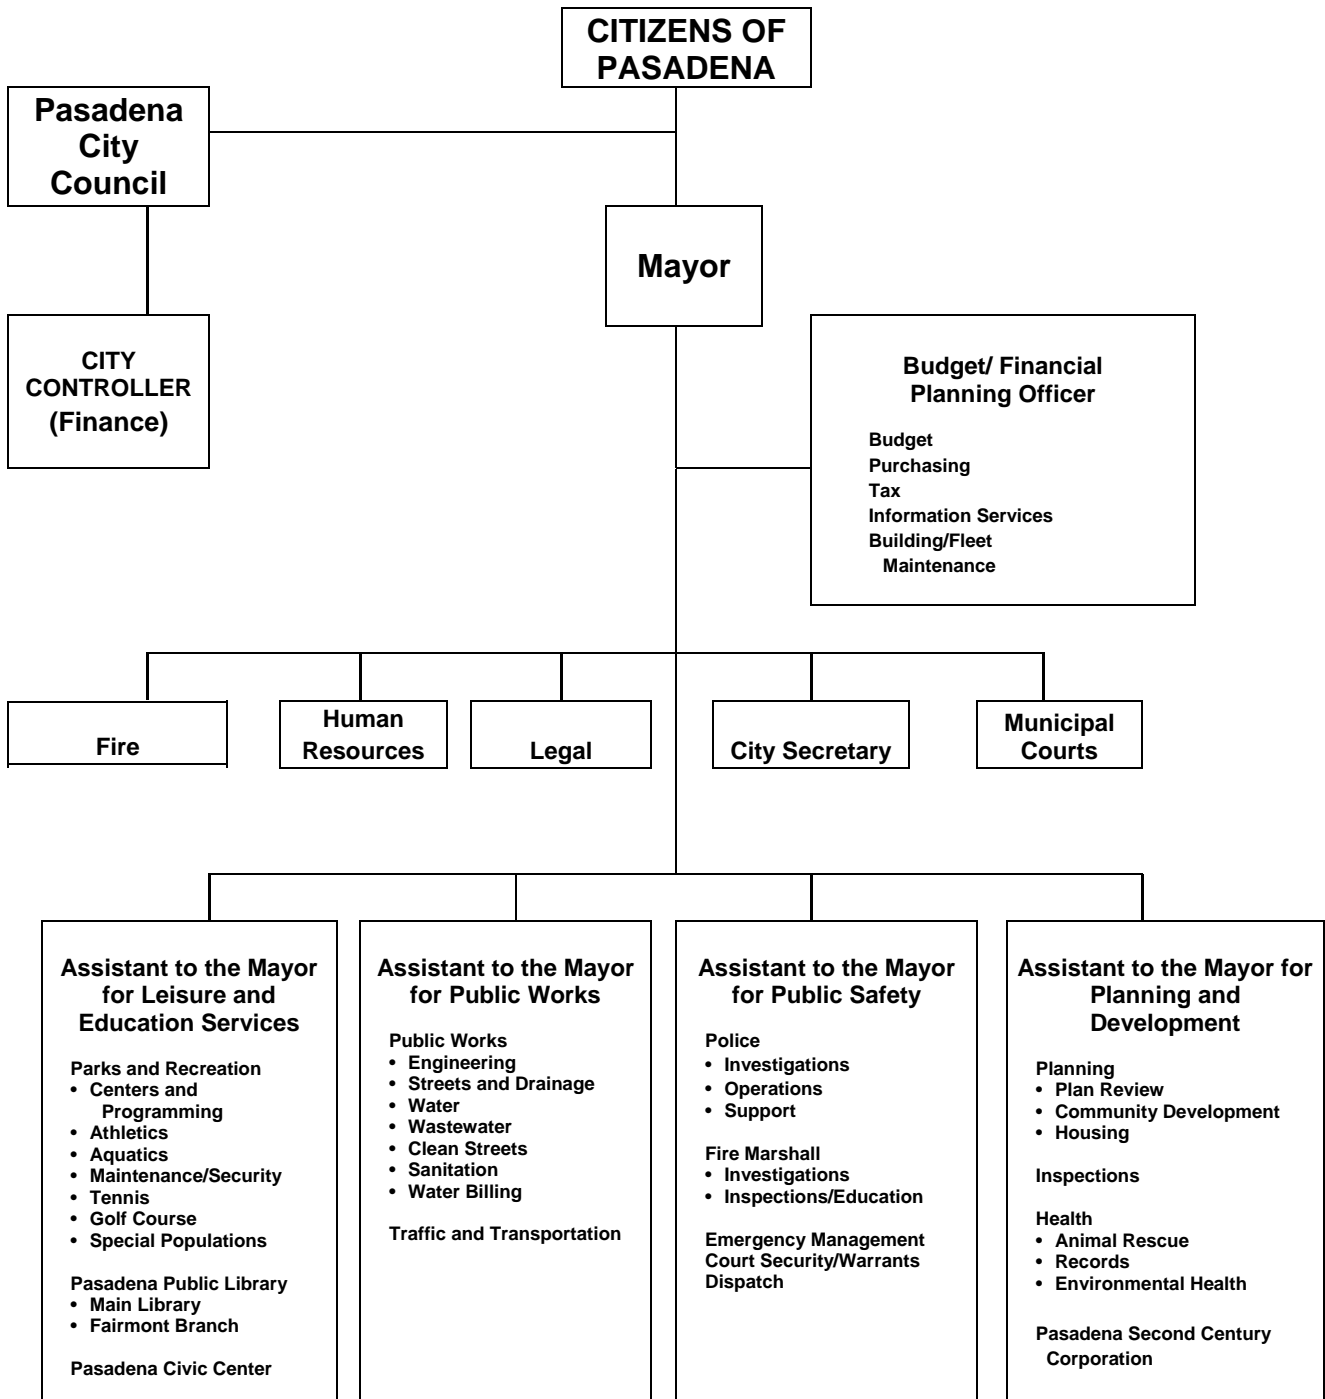 CITIZENS OF
PASADENA
Pasadena
City
Council
Mayor
CITY
CONTROLLER
(Finance)
Budget/ Financial
Planning Officer
Budget
Purchasing
Tax
Information Services
Building/Fleet
Maintenance
Fire
Human
Resources
Legal
City Secretary
Municipal
Courts
Assistant to the Mayor
for Leisure and
Education Services
Parks and Recreation
• Centers and
Programming
• Athletics
• Aquatics
• Maintenance/Security
• Tennis
• Golf Course
• Special Populations
Pasadena Public Library
• Main Library
• Fairmont Branch
Pasadena Civic Center
Assistant to the Mayor
for Public Works
Public Works
• Engineering
• Streets and Drainage
• Water
• Wastewater
• Clean Streets
• Sanitation
• Water Billing
Traffic and Transportation
Assistant to the Mayor
for Public Safety
Police
• Investigations
• Operations
• Support
Fire Marshall
• Investigations
• Inspections/Education
Emergency Management
Court Security/Warrants
Dispatch
Assistant to the Mayor for
Planning and
Development
Planning
• Plan Review
• Community Development
• Housing
Inspections
Health
• Animal Rescue
• Records
• Environmental Health
Pasadena Second Century
Corporation